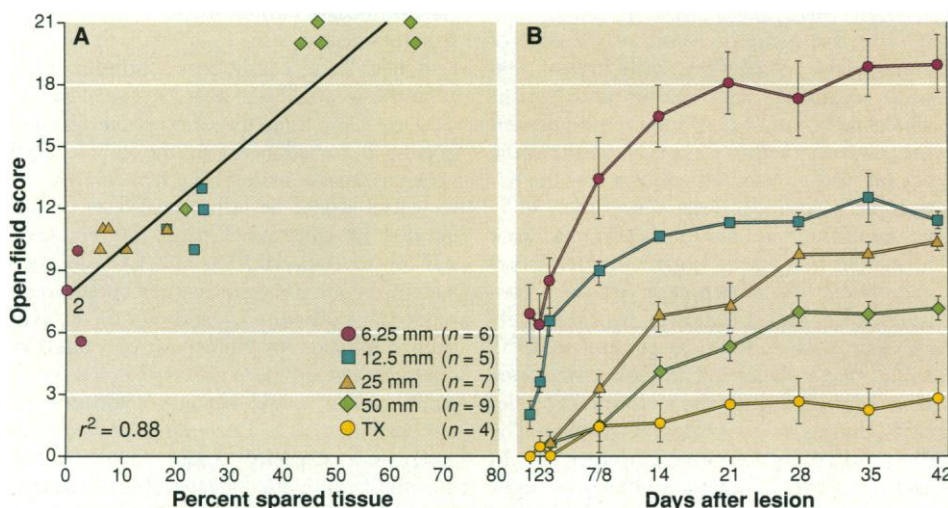 A
B
Open-field score
21
18
15
12
9
6
3
0
2
6.25 mm (n = 6)
12.5 mm (n = 5)
25 mm (n = 7)
50 mm (n = 9)
TX (n = 4)
r² = 0.88
0 10 20 30 40 50 60 70 80
Percent spared tissue
1 2 3 7/8 14 21 28 35 42
Days after lesion